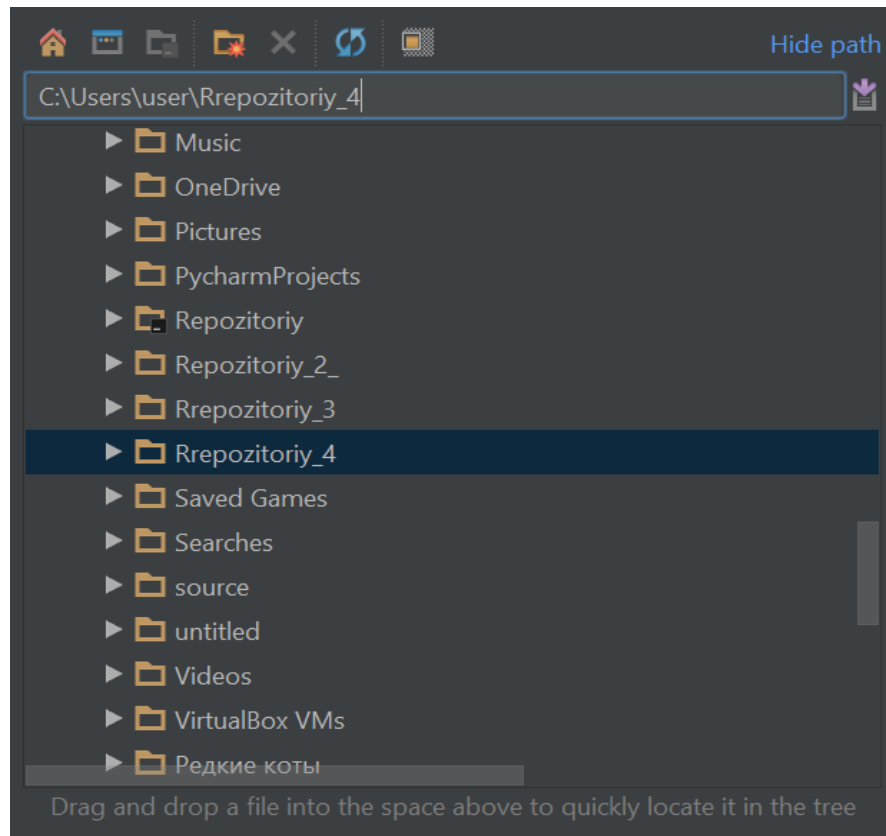 Hide path
C:\Users\user\Rrepozitoriy_4
Music
OneDrive
Pictures
PycharmProjects
Repozitoriy
Repozitoriy_2_
Rrepozitoriy_3
Rrepozitoriy_4
Saved Games
Searches
source
untitled
Videos
VirtualBox VMs
Редкие коты
Drag and drop a file into the space above to quickly locate it in the tree